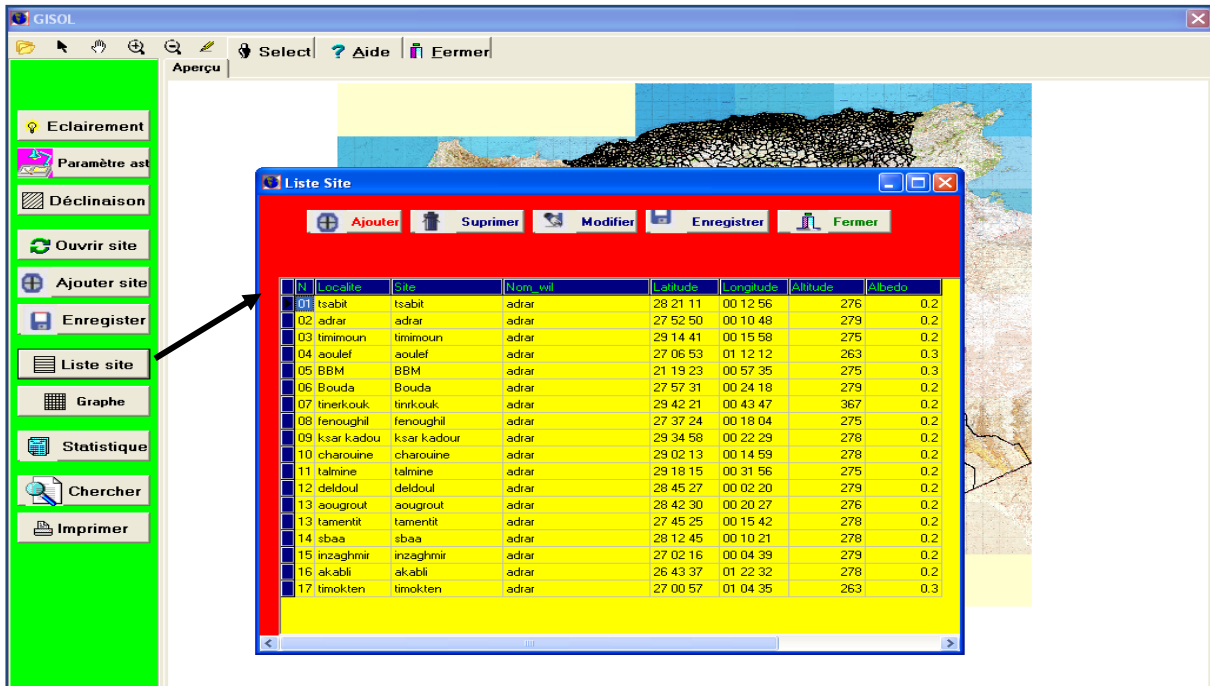 GISOL
Select ? Aide Fermer
Aperçu
Eclairement
Paramètre ast
Déclinaison
Ouvrir site
Ajouter site
Enregister
Liste site
Graphe
Statistique
Chercher
Imprimer
Liste Site
Ajouter Suprimer Modifier Enregistrer Fermer
N Localite Site Nom_wil Latitude Longitude Altitude Albedo
01 tsabit tsabit adrar 28 21 11 00 12 56 276 0.2
02 adrar adrar adrar 27 52 50 00 10 48 279 0.2
03 timimoun timimoun adrar 29 14 41 00 15 58 275 0.2
04 aoulef aoulef adrar 27 06 53 01 12 12 263 0.3
05 BBM BBM adrar 21 19 23 00 57 35 275 0.3
06 Bouda Bouda adrar 27 57 31 00 24 18 279 0.2
07 tinerkouk tinrkouk adrar 29 42 21 00 43 47 367 0.2
08 fenoughil fenoughil adrar 27 37 24 00 18 04 275 0.2
09 ksar kadou ksar kadour adrar 29 34 58 00 22 29 278 0.2
10 charouine charouine adrar 29 02 13 00 14 59 278 0.2
11 talmine talmine adrar 29 18 15 00 31 56 275 0.2
12 deldoul deldoul adrar 28 45 27 00 02 20 279 0.2
13 aougrout aougrout adrar 28 42 30 00 20 27 276 0.2
13 tamentit tamentit adrar 27 45 25 00 15 42 278 0.2
14 sbaa sbaa adrar 28 12 45 00 10 21 278 0.2
15 inzaghmir inzaghmir adrar 27 02 16 00 04 39 279 0.2
16 akabli akabli adrar 26 43 37 01 22 32 278 0.2
17 timokten timokten adrar 27 00 57 01 04 35 263 0.3